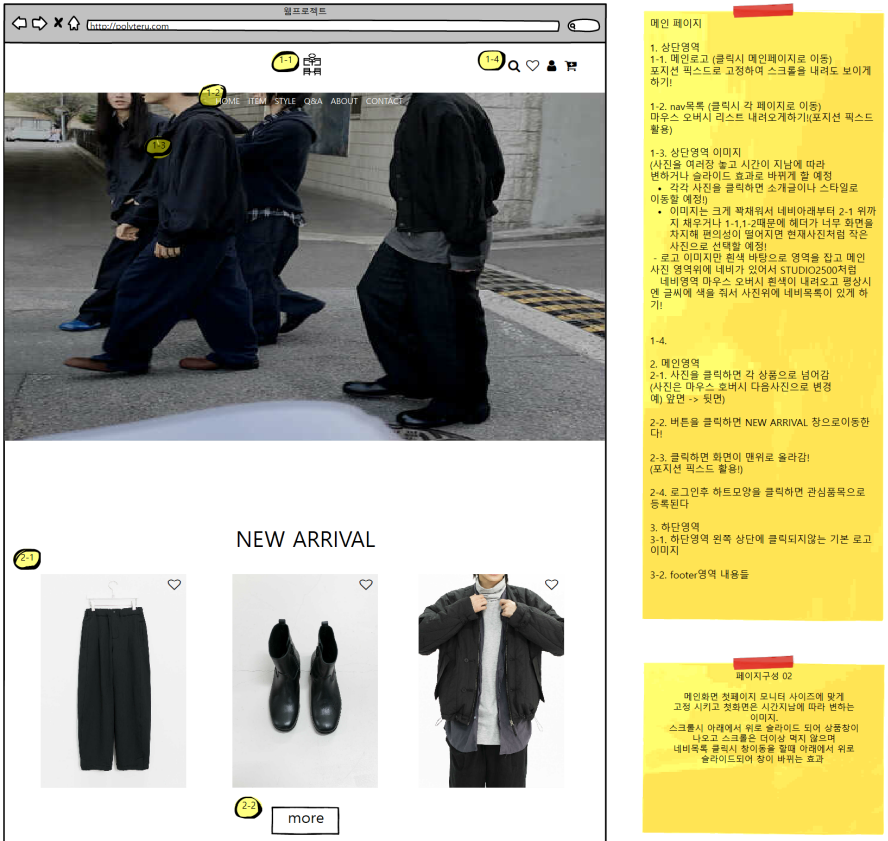 웹프로젝트
http://polyteru.com
1-1
1-4
1-2
HOME ITEM STYLE Q&A ABOUT CONTACT
1-3
NEW ARRIVAL
2-1
2-2
more
메인 페이지
1. 상단영역
1-1. 메인로고 (클릭시 메인페이지로 이동)
포지션 픽스드로 고정하여 스크롤을 내려도 보이게
하기!
1-2. nav목록 (클릭시 각 페이지로 이동)
마우스 오버시 리스트 내려오게하기!(포지션 픽스드
활용)
1-3. 상단영역 이미지
(사진을 여러장 놓고 시간이 지남에 따라
변하거나 슬라이드 효과로 바뀌게 할 예정
• 각각 사진을 클릭하면 소개글이나 스타일로
이동할 예정!)
• 이미지는 크게 꽉채워서 네비아래부터 2-1 위까
지 채우거나 1-1,1-2때문에 헤더가 너무 화면을
차지해 편의성이 떨어지면 현재사진처럼 작은
사진으로 선택할 예정!
- 로고 이미지만 흰색 바탕으로 영역을 잡고 메인
사진 영역위에 네비가 있어서 STUDIO2500처럼
네비영역 마우스 오버시 흰색이 내려오고 평상시
엔 글씨에 색을 줘서 사진위에 네비목록이 있게 하
기!
1-4.
2. 메인영역
2-1. 사진을 클릭하면 각 상품으로 넘어감
(사진은 마우스 호버시 다음사진으로 변경
예) 앞면 -> 뒷면)
2-2. 버튼을 클릭하면 NEW ARRIVAL 창으로이동한
다!
2-3. 클릭하면 화면이 맨위로 올라감!
(포지션 픽스드 활용!)
2-4. 로그인후 하트모양을 클릭하면 관심품목으로
등록된다
3. 하단영역
3-1. 하단영역 왼쪽 상단에 클릭되지않는 기본 로고
이미지
3-2. footer영역 내용들
페이지구성 02
메인화면 첫페이지 모니터 사이즈에 맞게
고정 시키고 첫화면은 시간지남에 따라 변하는
이미지.
스크롤시 아래에서 위로 슬라이드 되어 상품창이
나오고 스크롤은 더이상 먹지 않으며
네비목록 클릭시 창이동을 할때 아래에서 위로
슬라이드되어 창이 바뀌는 효과